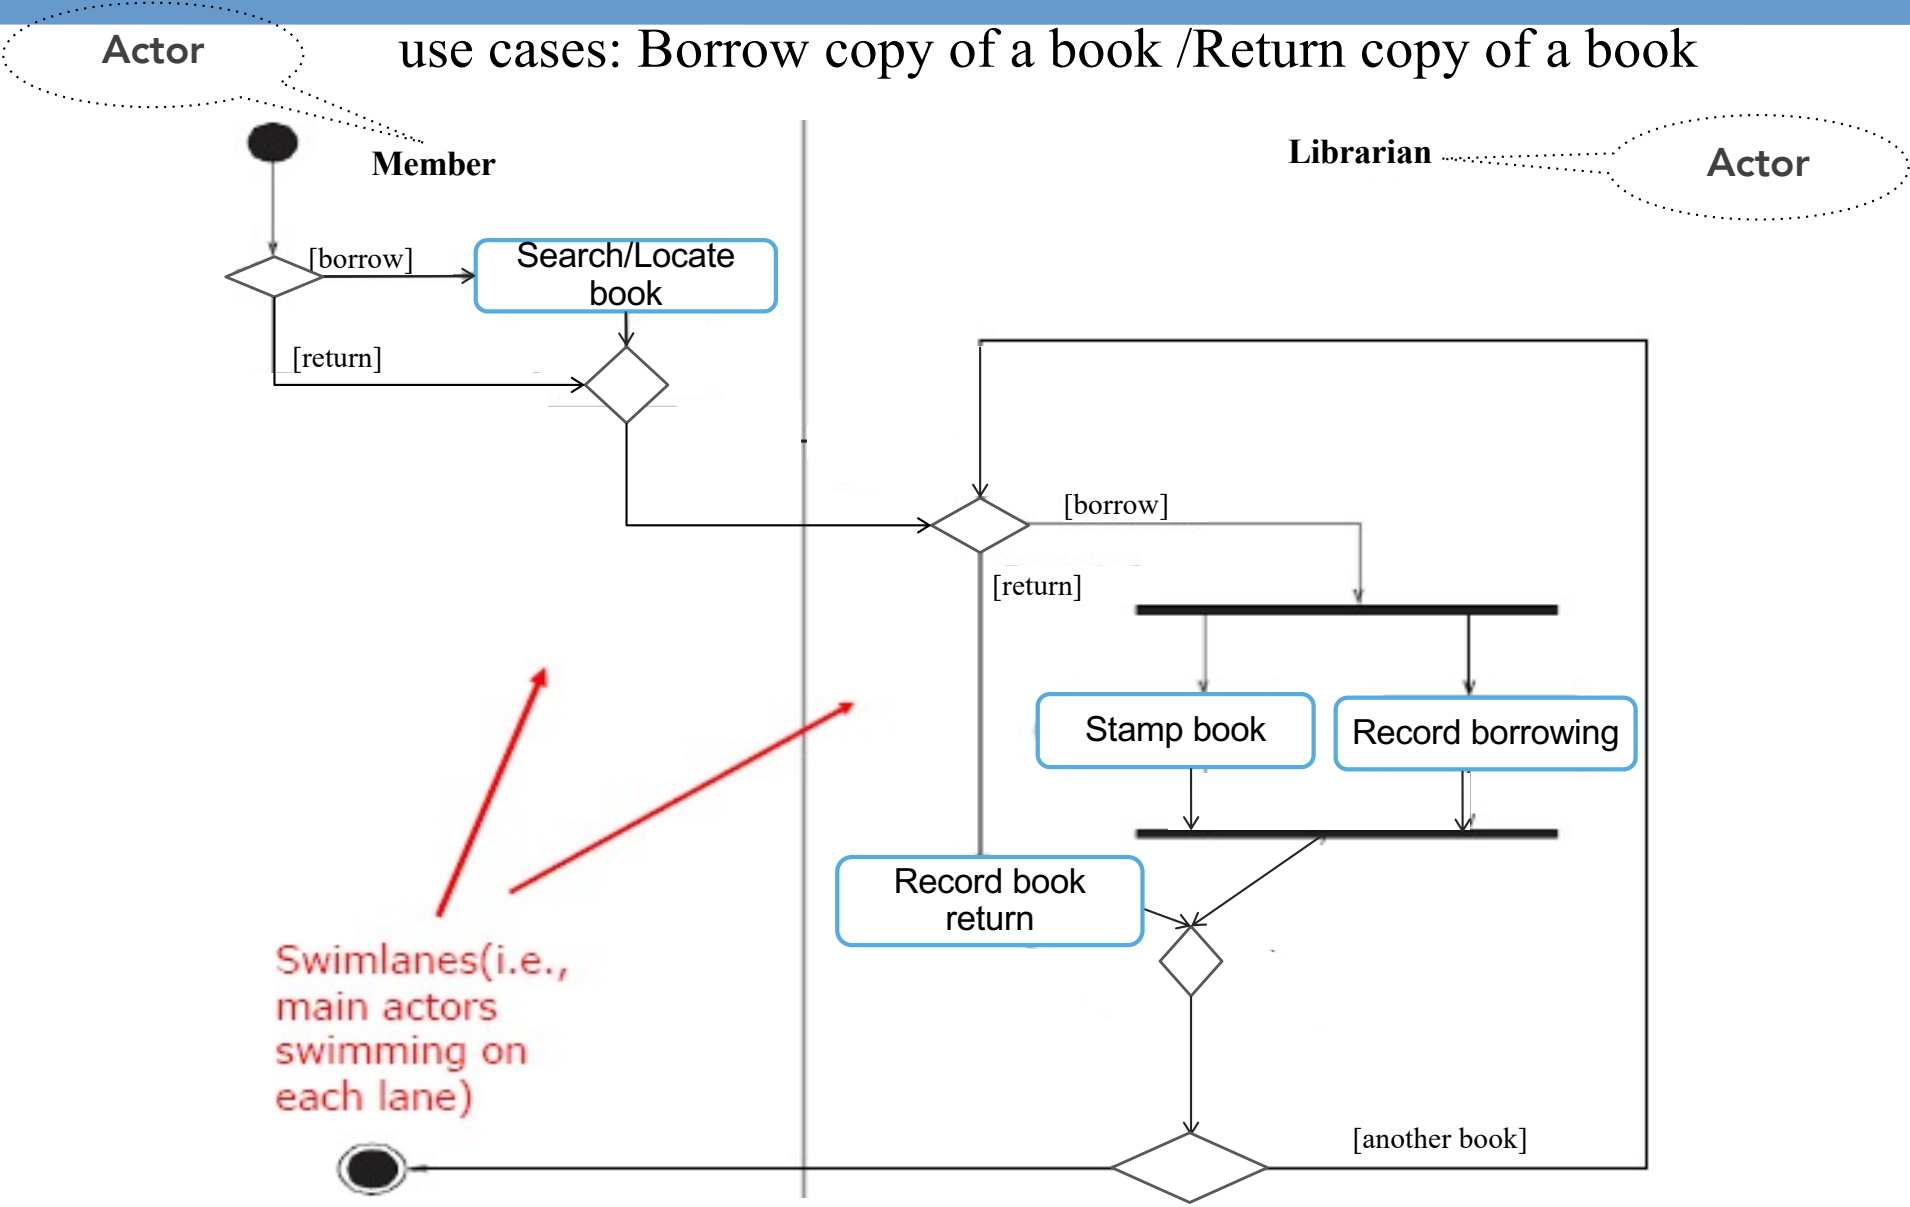 Actor
use cases: Borrow copy of a book /Return copy of a book
Member
Librarian
Actor
[borrow]
Search/Locate
book
[return]
[borrow]
[return]
Stamp book
Record borrowing
Record book
return
Swimlanes(i.e.,
main actors
swimming on
each lane)
[another book]